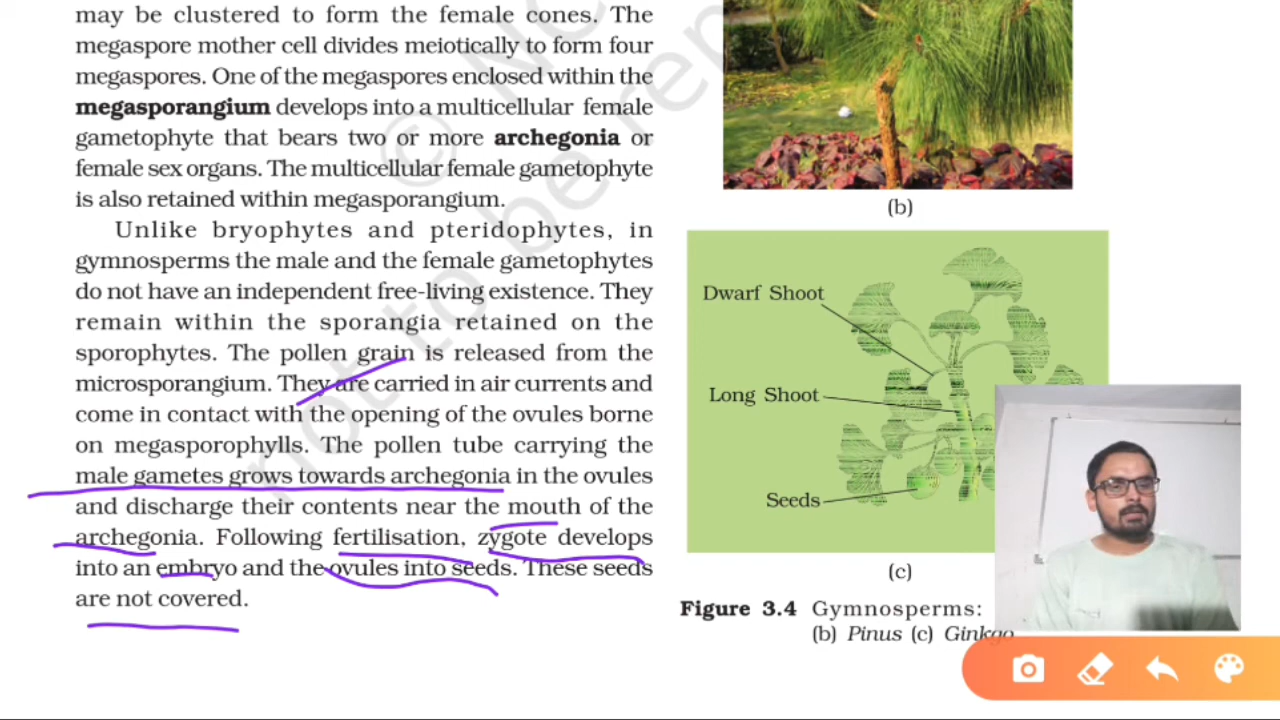 may be clustered to form the female cones. The
megaspore mother cell divides meiotically to form four
megaspores. One of the megaspores enclosed within the
megasporangium develops into a multicellular female
gametophyte that bears two or more archegonia or
female sex organs. The multicellular female gametophyte
is also retained within megasporangium.
Unlike bryophytes and pteridophytes, in
gymnosperms the male and the female gametophytes
do not have an independent free-living existence. They
remain within the sporangia retained on the
sporophytes. The pollen grain is released from the
microsporangium. They are carried in air currents and
come in contact with the opening of the ovules borne
on megasporophylls. The pollen tube carrying the
male gametes grows towards archegonia in the ovules
and discharge their contents near the mouth of the
archegonia. Following fertilisation, zygote develops
into an embryo and the ovules into seeds. These seeds
are not covered.
(b)
Dwarf Shoot
Long Shoot
Seeds
(c)
Figure 3.4 Gymnosperms:
(b) Pinus (c) Ginkgo